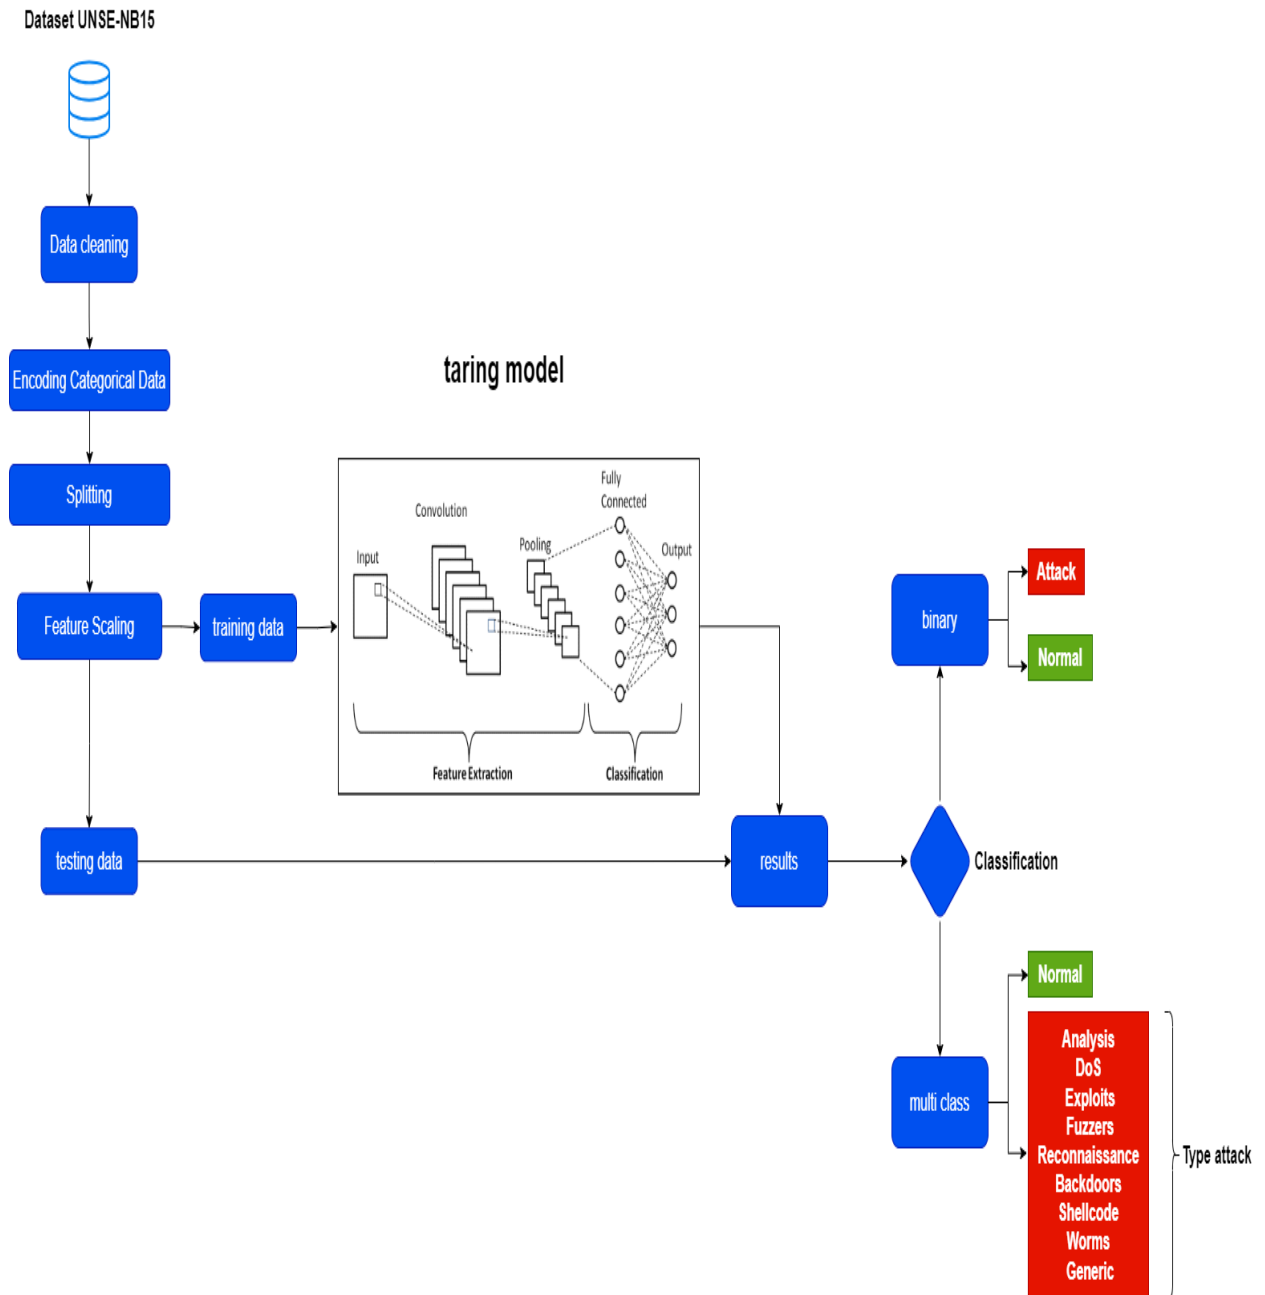 Dataset UNSE-NB15
Data cleaning
Encoding Categorical Data
Splitting
Feature Scaling
training data
testing data
taring model
Input
Convolution
Pooling
Fully
Connected
Output
Feature Extraction
Classification
results
Classification
binary
Attack
Normal
multi class
Normal
Analysis
DoS
Exploits
Fuzzers
Reconnaissance
Backdoors
Shellcode
Worms
Generic
Type attack